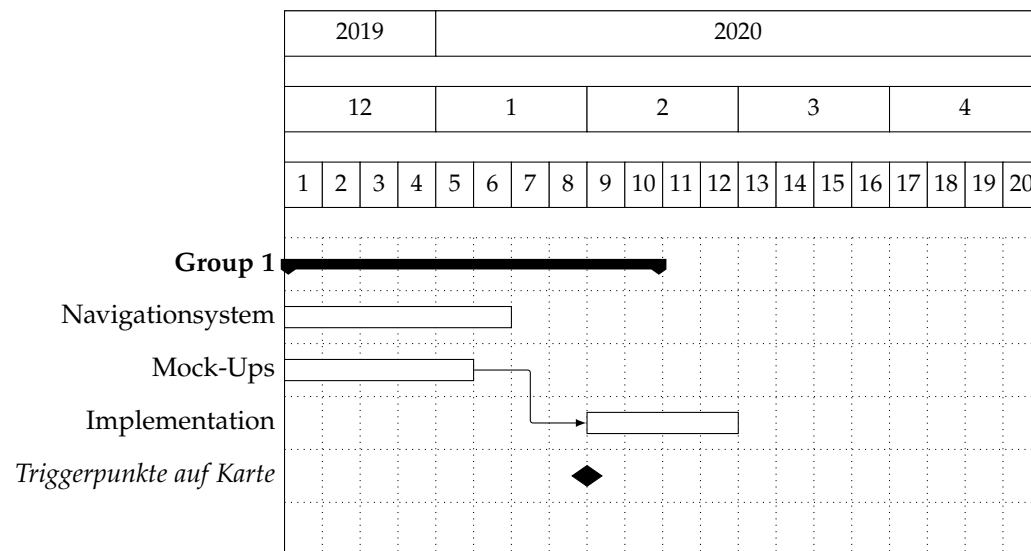 2019 2020
12 1 2 3 4
1 2 3 4 5 6 7 8 9 10 11 12 13 14 15 16 17 18 19 20
Group 1
Navigationsystem
Mock-Ups
Implementation
Triggerpunkte auf Karte